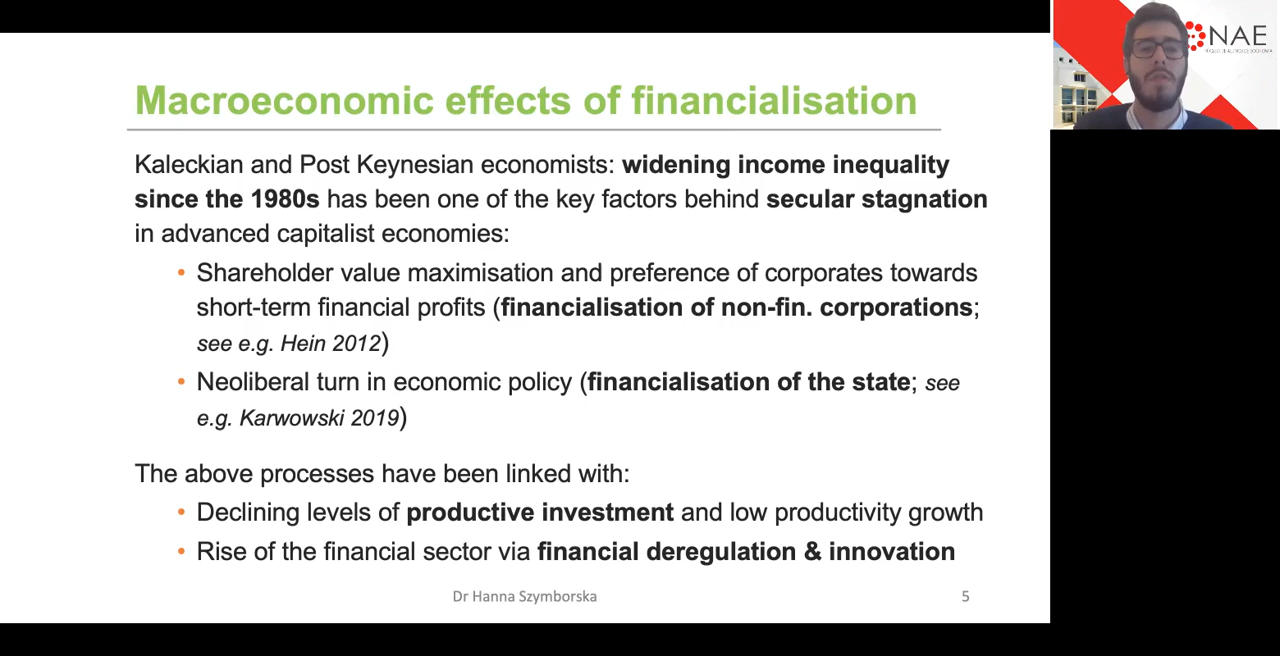 Macroeconomic effects of financialisation
Kaleckian and Post Keynesian economists: widening income inequality
since the 1980s has been one of the key factors behind secular stagnation
in advanced capitalist economies:
• Shareholder value maximisation and preference of corporates towards
short-term financial profits (financialisation of non-fin. corporations;
see e.g. Hein 2012)
• Neoliberal turn in economic policy (financialisation of the state; see
e.g. Karwowski 2019)
The above processes have been linked with:
• Declining levels of productive investment and low productivity growth
• Rise of the financial sector via financial deregulation & innovation
Dr Hanna Szymborska
5
NAE